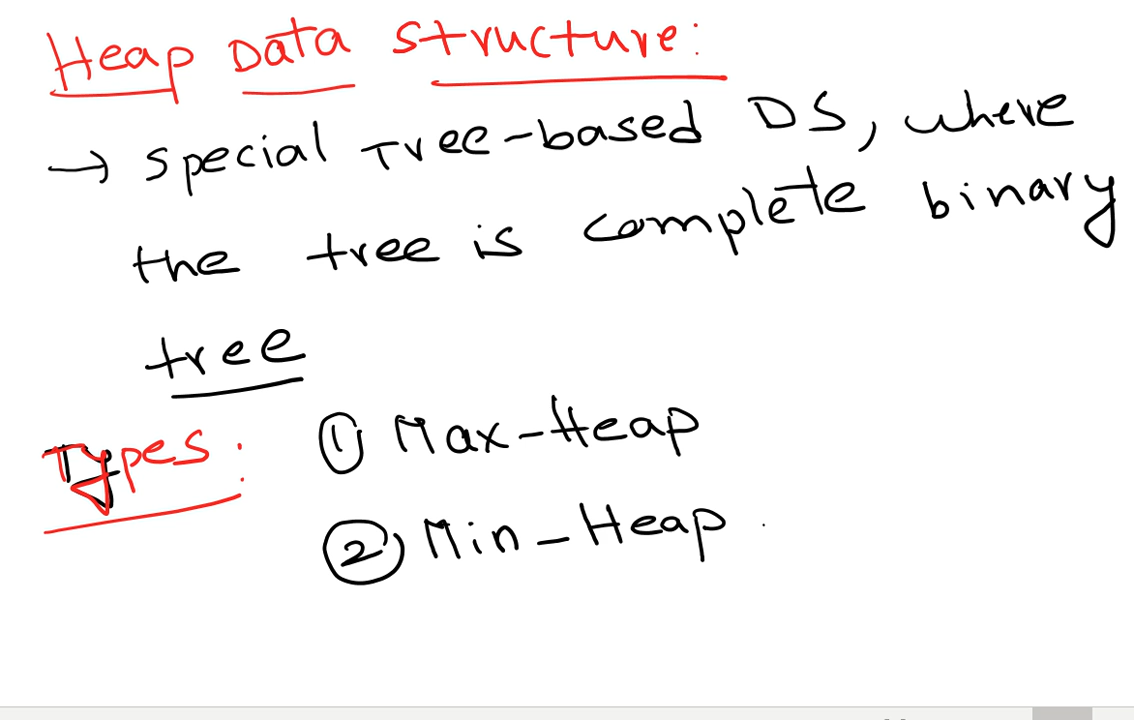 Heap Data Structure:
→ special Tree-based DS, where
the tree is complete binary
tree
Types: ① Max-Heap
② Min-Heap